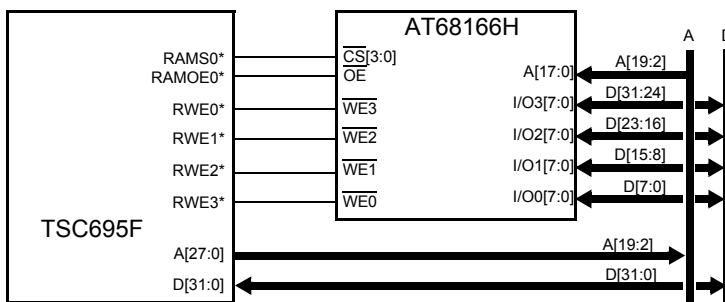 AT68166H
A
D
RAMS0*
CS[3:0]
A[17:0]
A[19:2]
RAMOE0*
OE
D[31:24]
RWE0*
WE3
I/O3[7:0]
D[23:16]
RWE1*
WE2
I/O2[7:0]
D[15:8]
RWE2*
WE1
I/O1[7:0]
D[7:0]
RWE3*
WE0
I/O0[7:0]
TSC695F
A[27:0]
A[19:2]
D[31:0]
D[31:0]